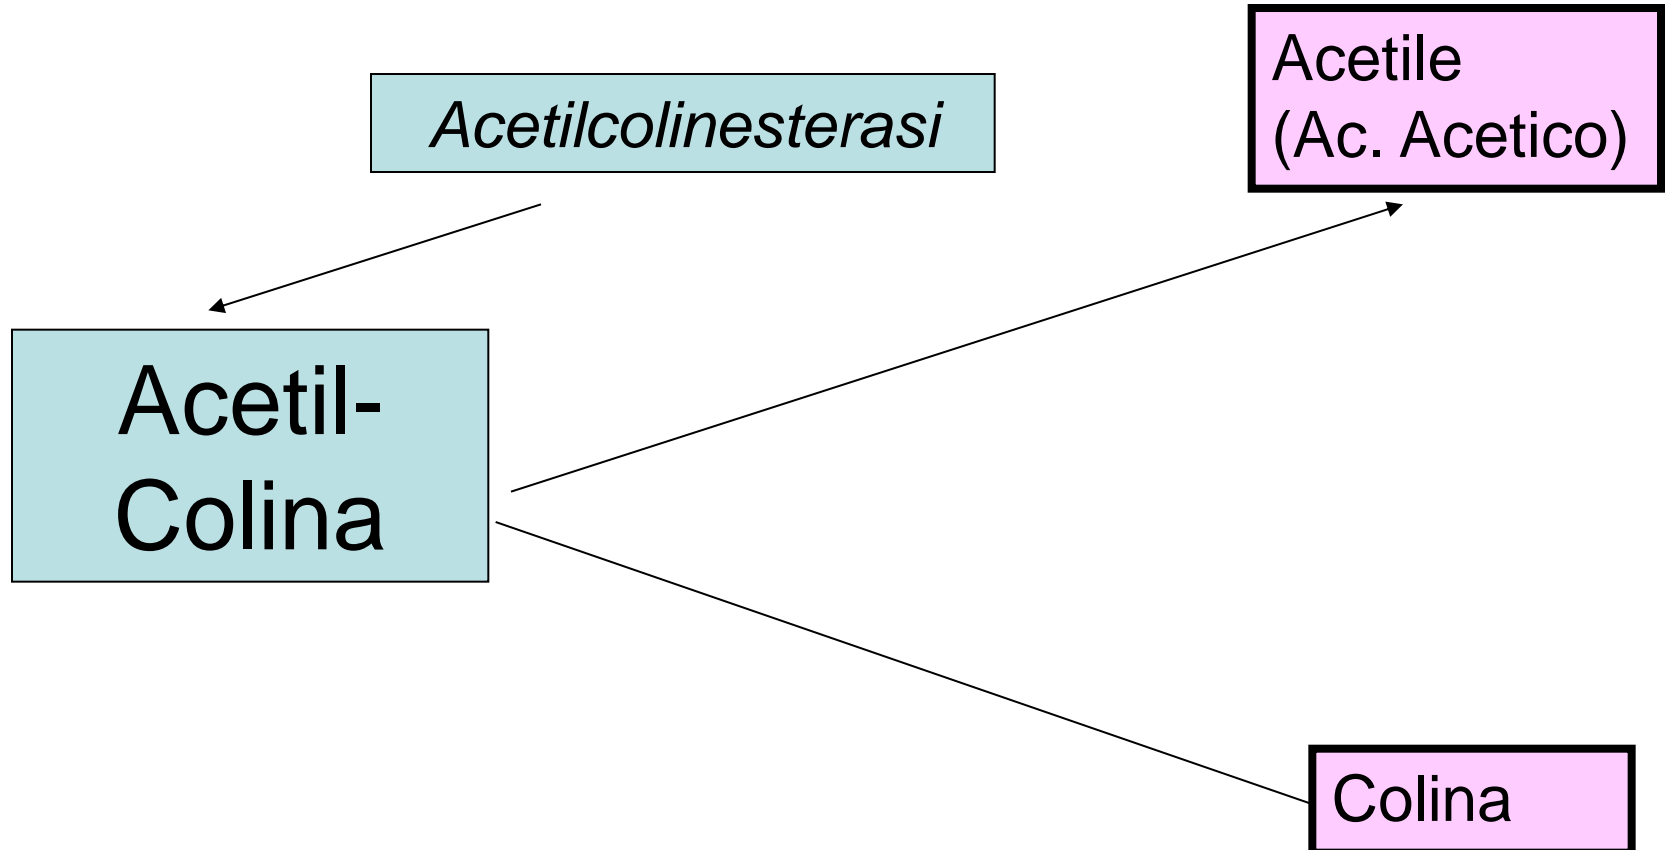 Acetilcolinesterasi
Acetile
(Ac. Acetico)
Acetil-
Colina
Colina